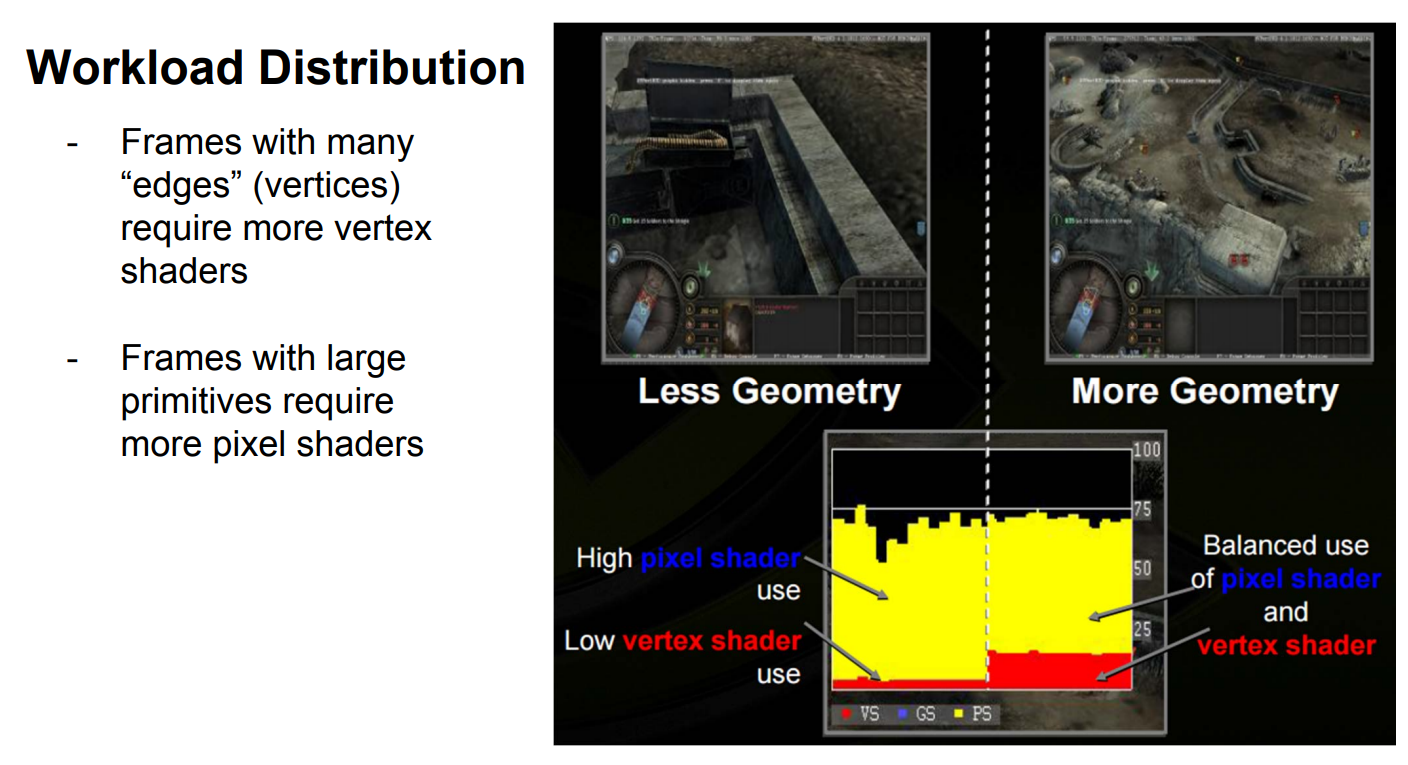 Workload Distribution
- Frames with many
“edges” (vertices)
require more vertex
shaders
- Frames with large
primitives require
more pixel shaders
Less Geometry
More Geometry
100
75
50
25
High pixel shader
use
Low vertex shader
use
Balanced use
of pixel shader
and
vertex shader
VS GS PS